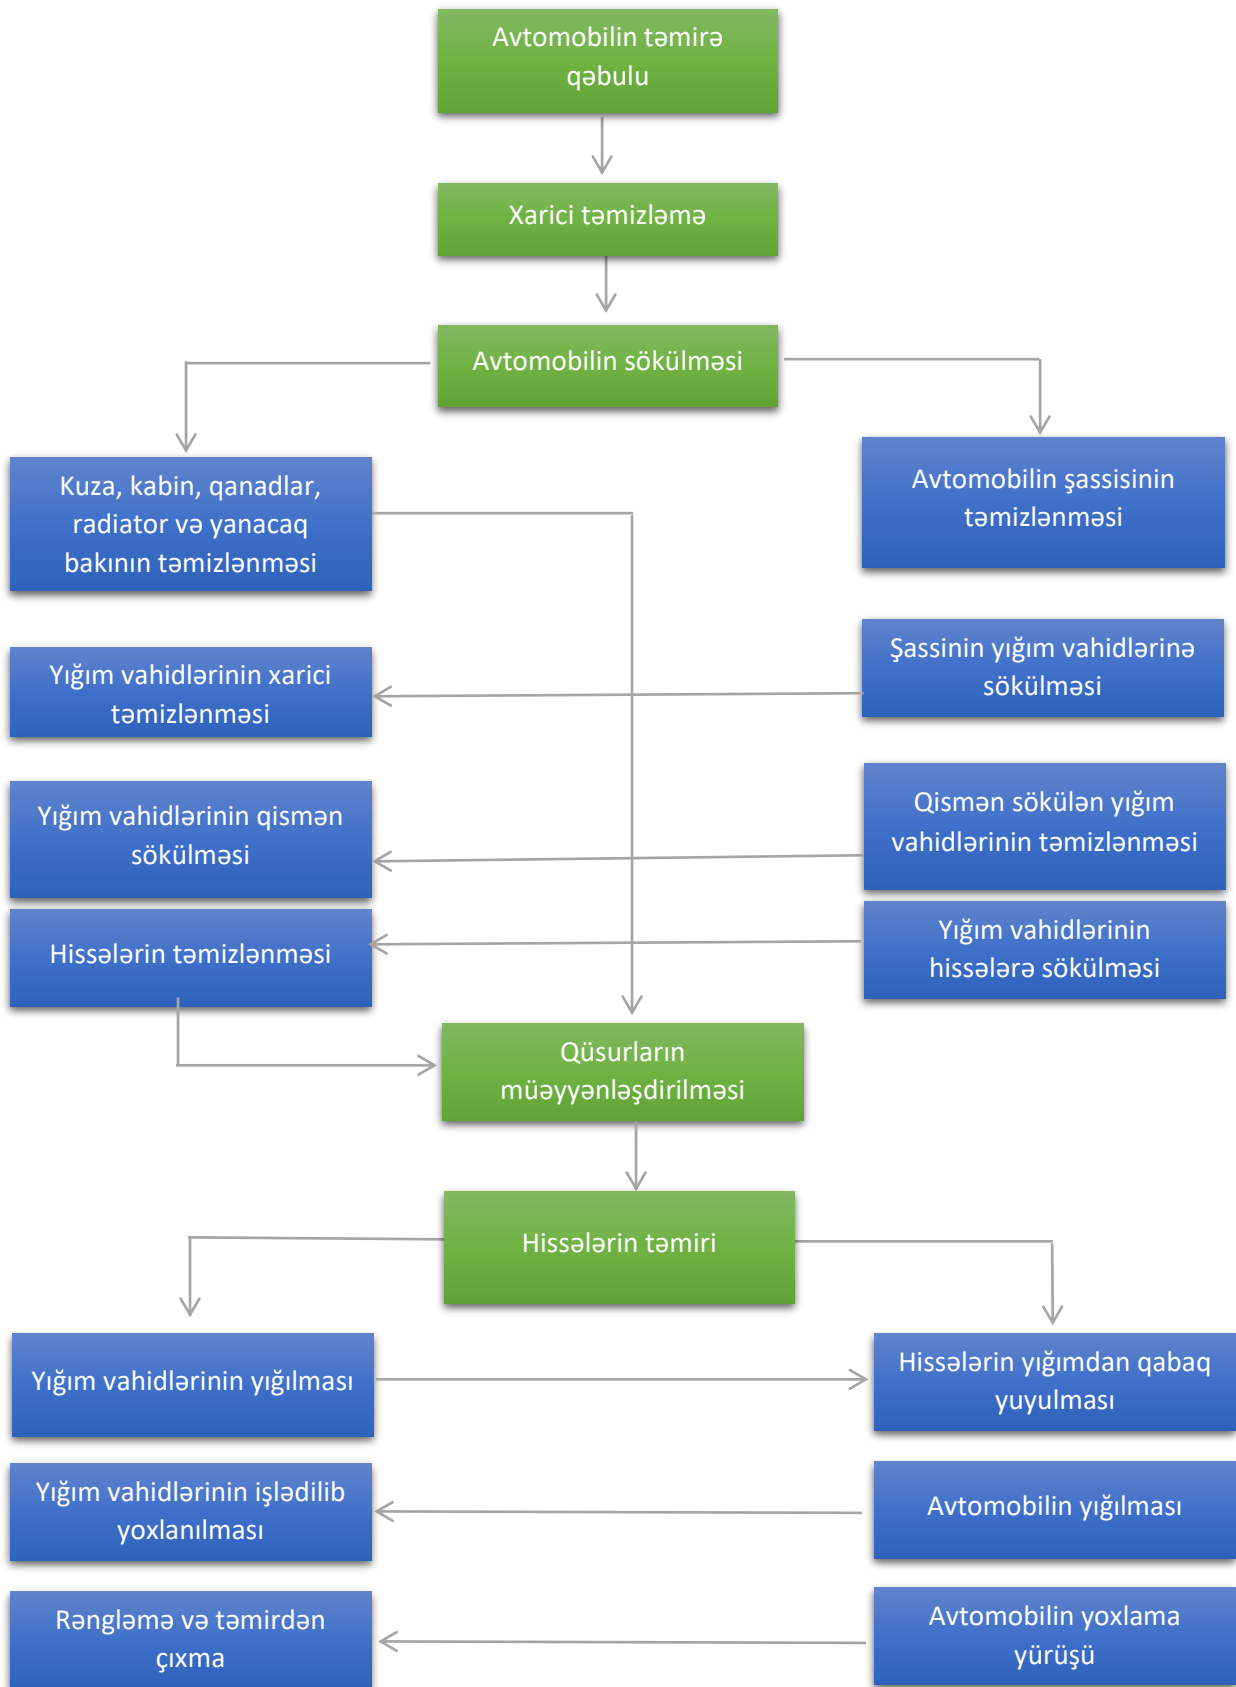 Avtomobilin təmirə
qəbulu
Xarici təmizləmə
Avtomobilin sökülməsi
Kuza, kabin, qanadlar,
radiator və yanacaq
bakının təmizlənməsi
Avtomobilin şassisinin
təmizlənməsi
Yığım vahidlərinin xarici
təmizlənməsi
Şassinin yığım vahidlərinə
sökülməsi
Yığım vahidlərinin qismən
sökülməsi
Qismən sökülən yığım
vahidlərinin təmizlənməsi
Hissələrin təmizlənməsi
Yığım vahidlərinin
hissələrə sökülməsi
Qüsurların
müəyyənləşdirilməsi
Hissələrin təmiri
Yığım vahidlərinin yığılması
Hissələrin yığımdan qabaq
yuyulması
Yığım vahidlərinin işlədilib
yoxlanılması
Avtomobilin yığılması
Rəngləmə və təmirdən
çıxma
Avtomobilin yoxlama
yürüşü